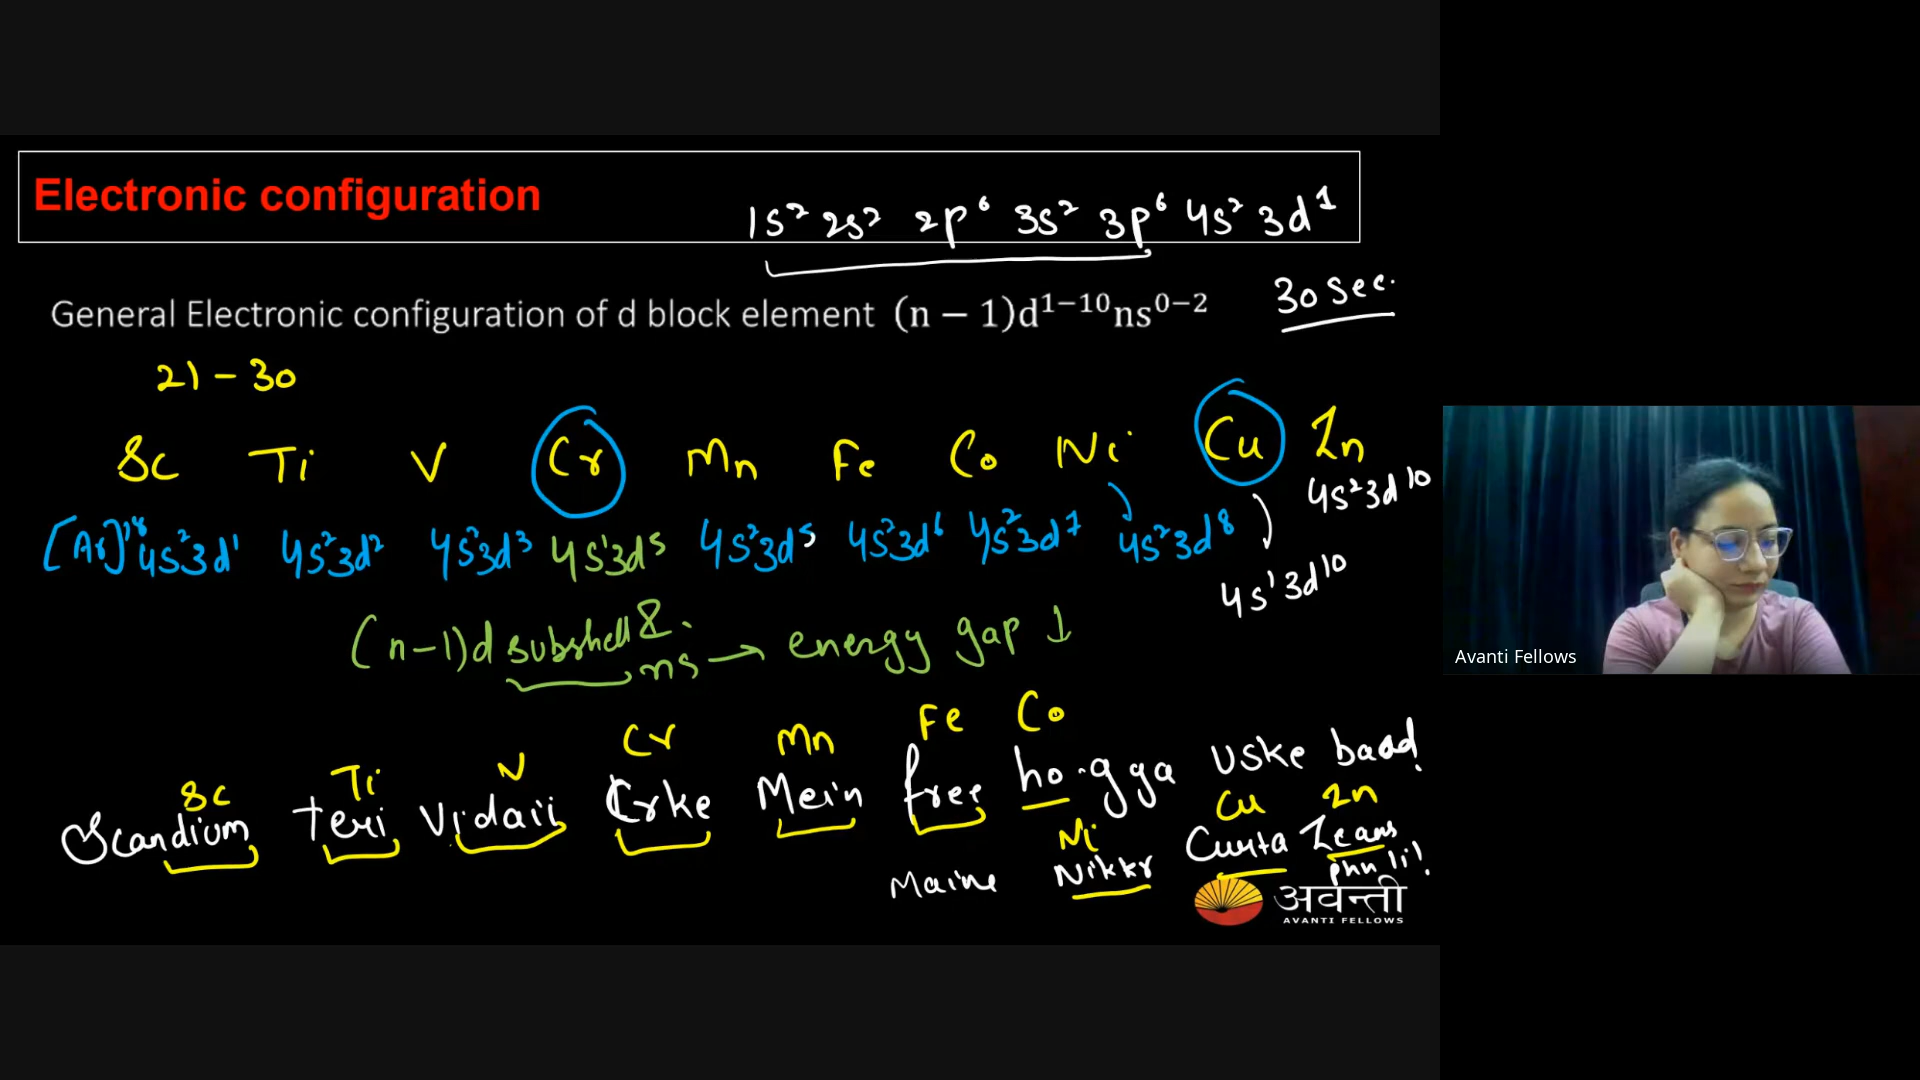 Electronic configuration
1s² 2s² 2p⁶ 3s² 3p⁶ 4s² 3d¹
General Electronic configuration of d block element (n − 1)d¹⁻¹⁰ns⁰⁻²
30 Sec.
21 - 30
Sc Ti V Cr Mn Fe Co Ni Cu Zn
[Ar]¹⁸ 4s²3d¹ 4s²3d² 4s²3d³ 4s¹3d⁵ 4s²3d⁵ 4s²3d⁶ 4s²3d⁷ 4s²3d⁸ 4s¹3d¹⁰ 4s²3d¹⁰
(n-1)d subshell & ns → energy gap ↓
Sc Ti V Cr Mn Fe Co
Scandium Teri Vidaii Crke Mein free ho·gga uske baad!
Ni Cu Zn
Maine Nikkr Curta Zeans
phn li!
अवन्ती
AVANTI FELLOWS
Avanti Fellows